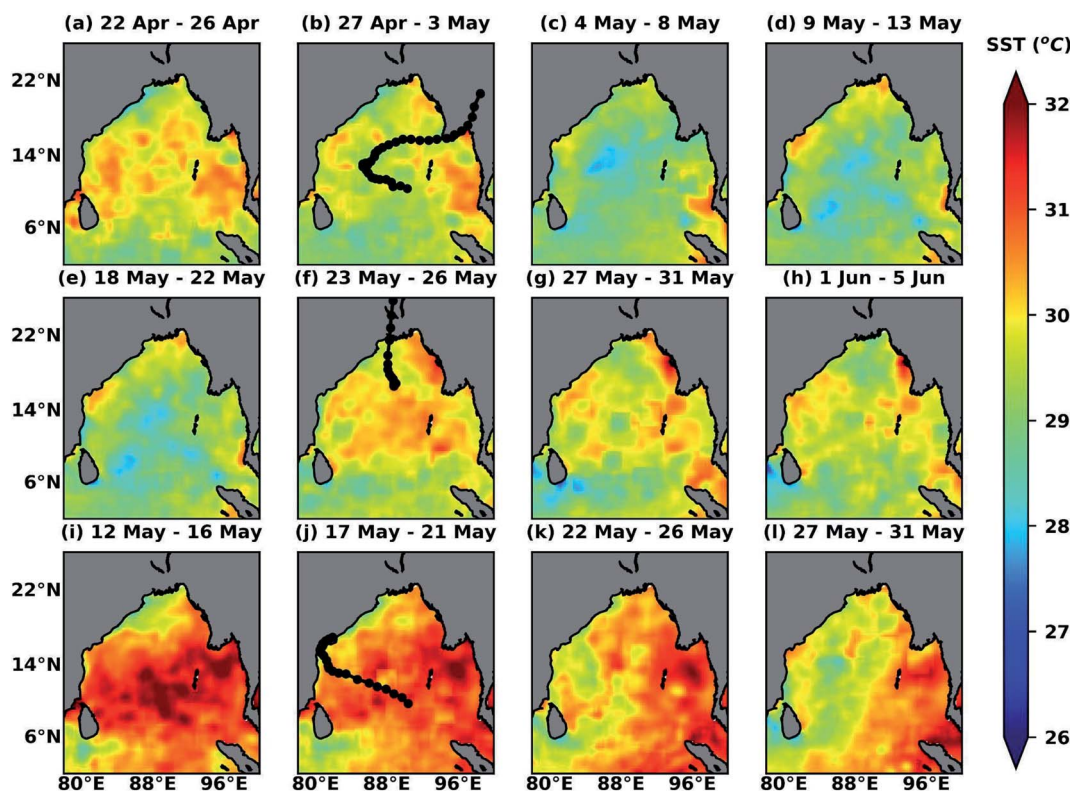 (a) 22 Apr - 26 Apr
(b) 27 Apr - 3 May
(c) 4 May - 8 May
(d) 9 May - 13 May
SST (°C)
22°N
14°N
6°N
32
31
30
29
28
27
26
(e) 18 May - 22 May
(f) 23 May - 26 May
(g) 27 May - 31 May
(h) 1 Jun - 5 Jun
22°N
14°N
6°N
(i) 12 May - 16 May
(j) 17 May - 21 May
(k) 22 May - 26 May
(l) 27 May - 31 May
22°N
14°N
6°N
80°E 88°E 96°E
80°E 88°E 96°E
80°E 88°E 96°E
80°E 88°E 96°E